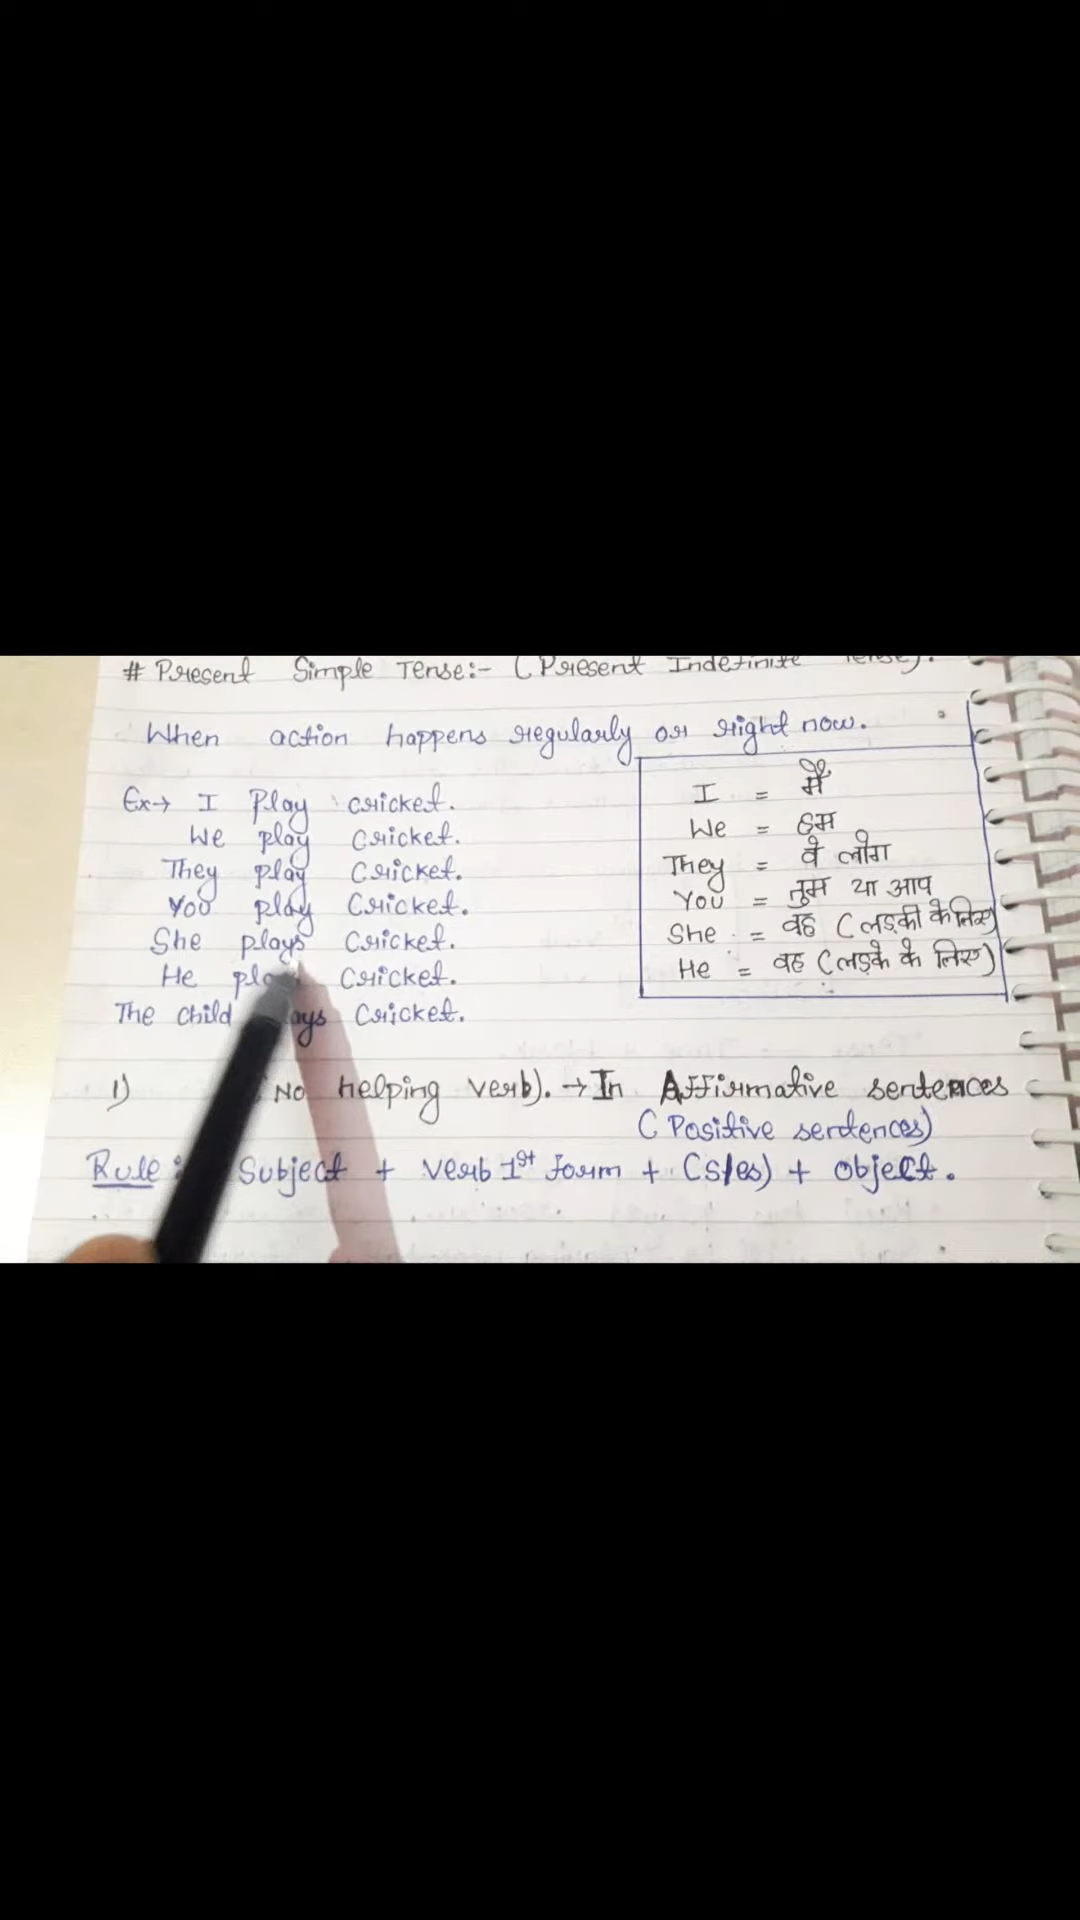 # Present Simple Tense:- (Present Indefinite Tense).
When action happens regularly or right now.
Ex→ I Play cricket.
We play cricket.
They play cricket.
You play cricket.
She plays cricket.
He cricket.
The child cricket.
I = मैं
We = हम
They = वे लोग
You = तुम या आप
She = वह (लड़की के लिए)
He = वह (लड़के के लिए)
1) No helping verb). → In Affirmative sentences
(Positive sentences)
Rule: Subject + verb 1st form + (s/es) + object.